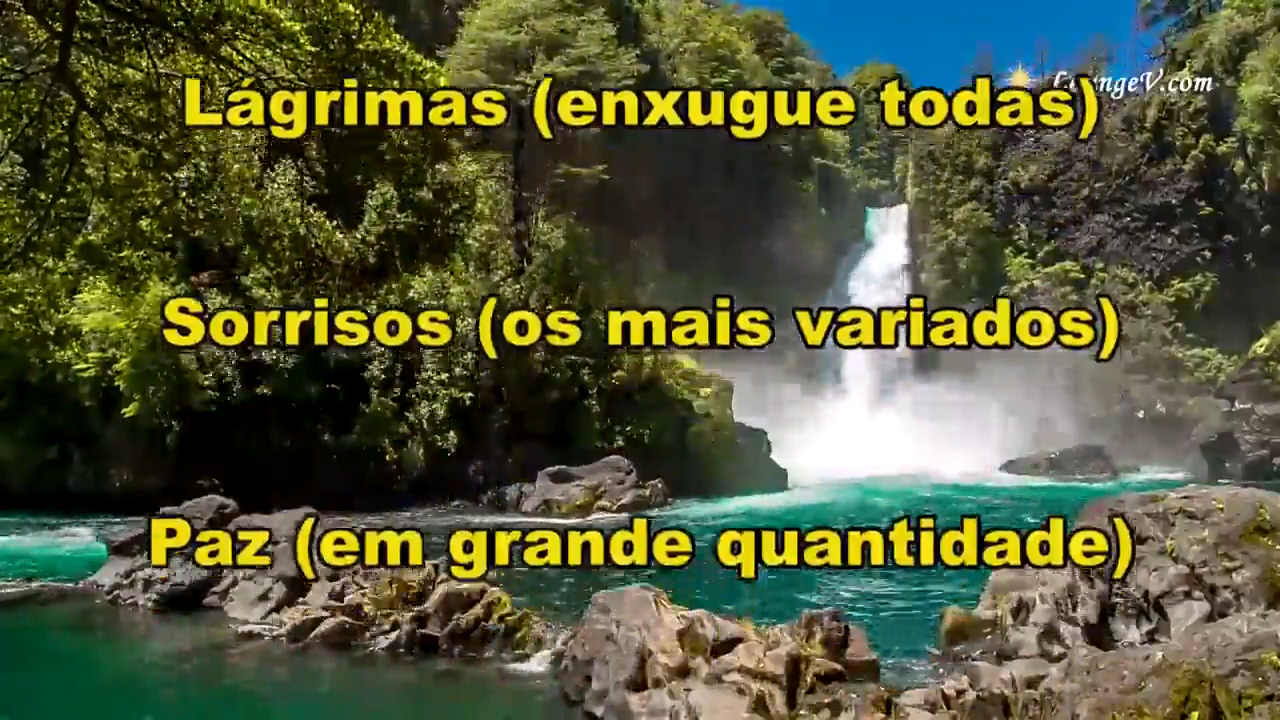 Lágrimas (enxugue todas)
Sorrisos (os mais variados)
Paz (em grande quantidade)